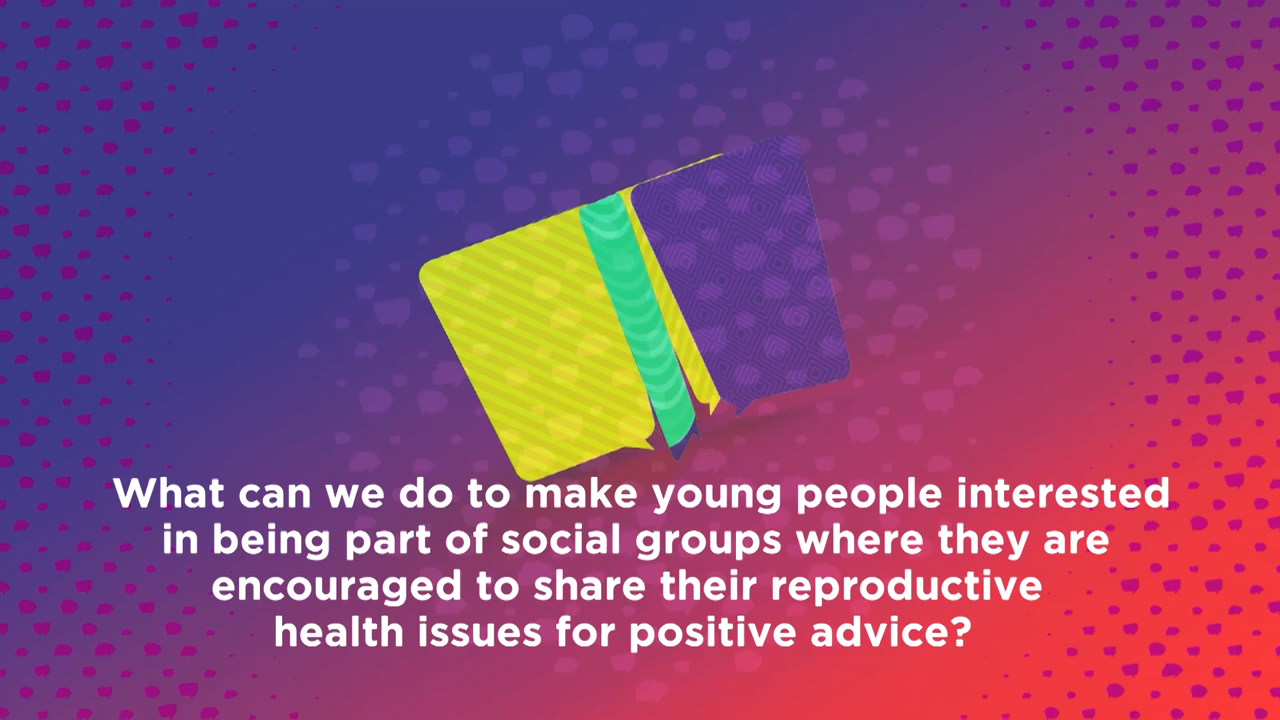 What can we do to make young people interested
in being part of social groups where they are
encouraged to share their reproductive
health issues for positive advice?